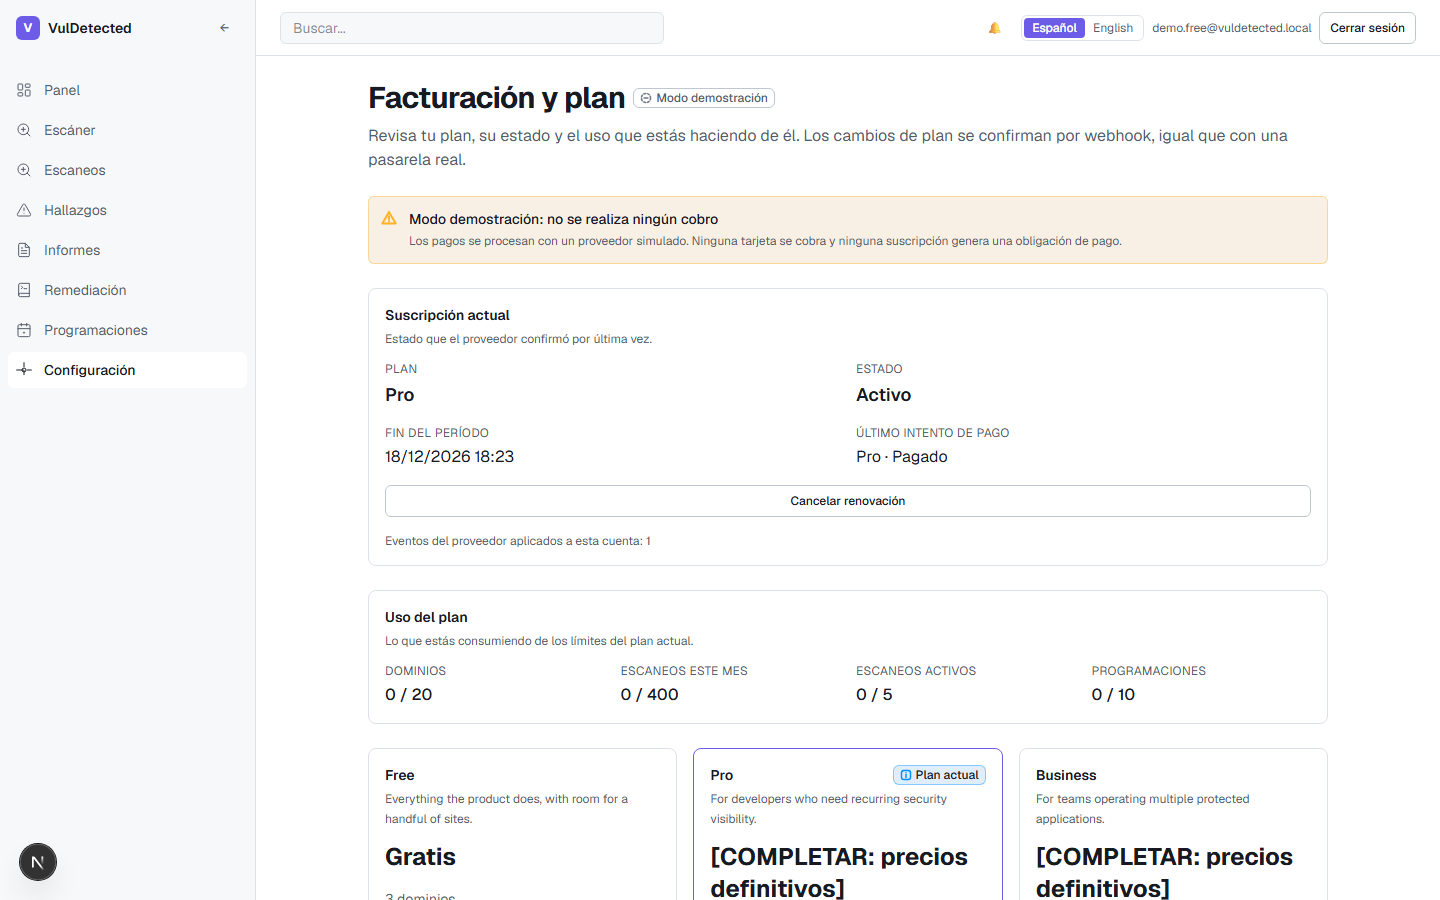 V VulDetected
Buscar...
Español English demo.free@vuldetected.local Cerrar sesión
Panel
Escáner
Escaneos
Hallazgos
Informes
Remediación
Programaciones
Configuración
N
Facturación y plan
Modo demostración
Revisa tu plan, su estado y el uso que estás haciendo de él. Los cambios de plan se confirman por webhook, igual que con una
pasarela real.
Modo demostración: no se realiza ningún cobro
Los pagos se procesan con un proveedor simulado. Ninguna tarjeta se cobra y ninguna suscripción genera una obligación de pago.
Suscripción actual
Estado que el proveedor confirmó por última vez.
PLAN
Pro
ESTADO
Activo
FIN DEL PERÍODO
18/12/2026 18:23
ÚLTIMO INTENTO DE PAGO
Pro · Pagado
Cancelar renovación
Eventos del proveedor aplicados a esta cuenta: 1
Uso del plan
Lo que estás consumiendo de los límites del plan actual.
DOMINIOS
0 / 20
ESCANEOS ESTE MES
0 / 400
ESCANEOS ACTIVOS
0 / 5
PROGRAMACIONES
0 / 10
Free
Everything the product does, with room for a
handful of sites.
Gratis
3 dominios
Pro
Plan actual
For developers who need recurring security
visibility.
[COMPLETAR: precios
definitivos]
Business
For teams operating multiple protected
applications.
[COMPLETAR: precios
definitivos]